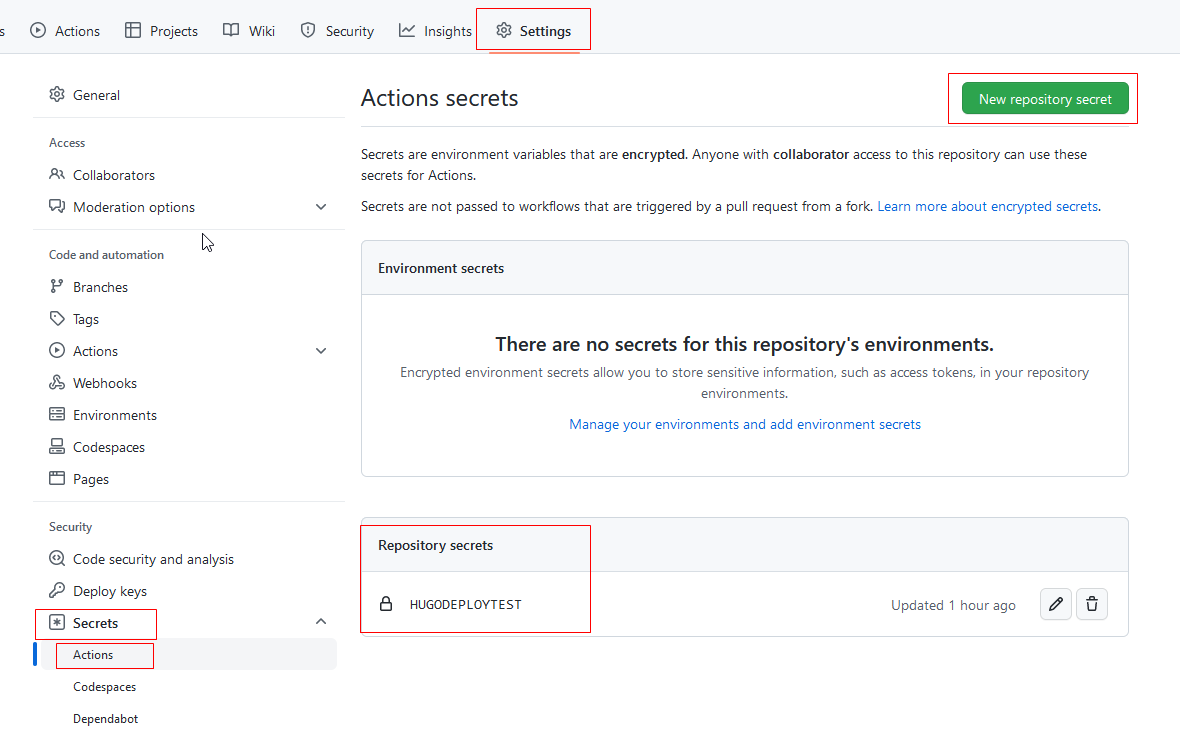 s Actions Projects Wiki Security Insights Settings
General
Access
Collaborators
Moderation options
Code and automation
Branches
Tags
Actions
Webhooks
Environments
Codespaces
Pages
Security
Code security and analysis
Deploy keys
Secrets
Actions
Codespaces
Dependabot
Actions secrets
New repository secret
Secrets are environment variables that are encrypted. Anyone with collaborator access to this repository can use these
secrets for Actions.
Secrets are not passed to workflows that are triggered by a pull request from a fork. Learn more about encrypted secrets.
Environment secrets
There are no secrets for this repository's environments.
Encrypted environment secrets allow you to store sensitive information, such as access tokens, in your repository
environments.
Manage your environments and add environment secrets
Repository secrets
HUGODEPLOYTEST
Updated 1 hour ago